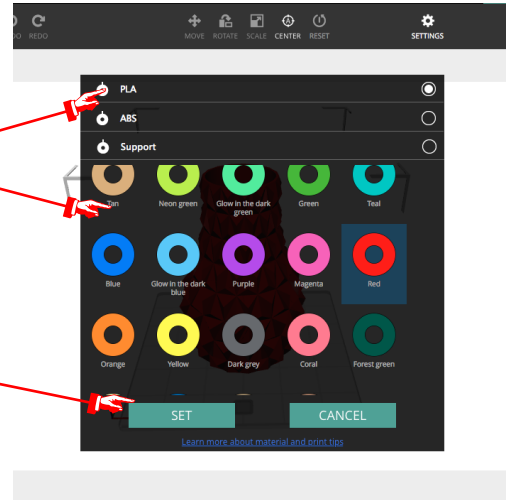 DO REDO MOVE ROTATE SCALE CENTER RESET SETTINGS
PLA
ABS
Support
Tan Neon green Glow in the dark green Green Teal
Blue Glow in the dark blue Purple Magenta Red
Orange Yellow Dark grey Coral Forest green
SET CANCEL
Learn more about material and print tips